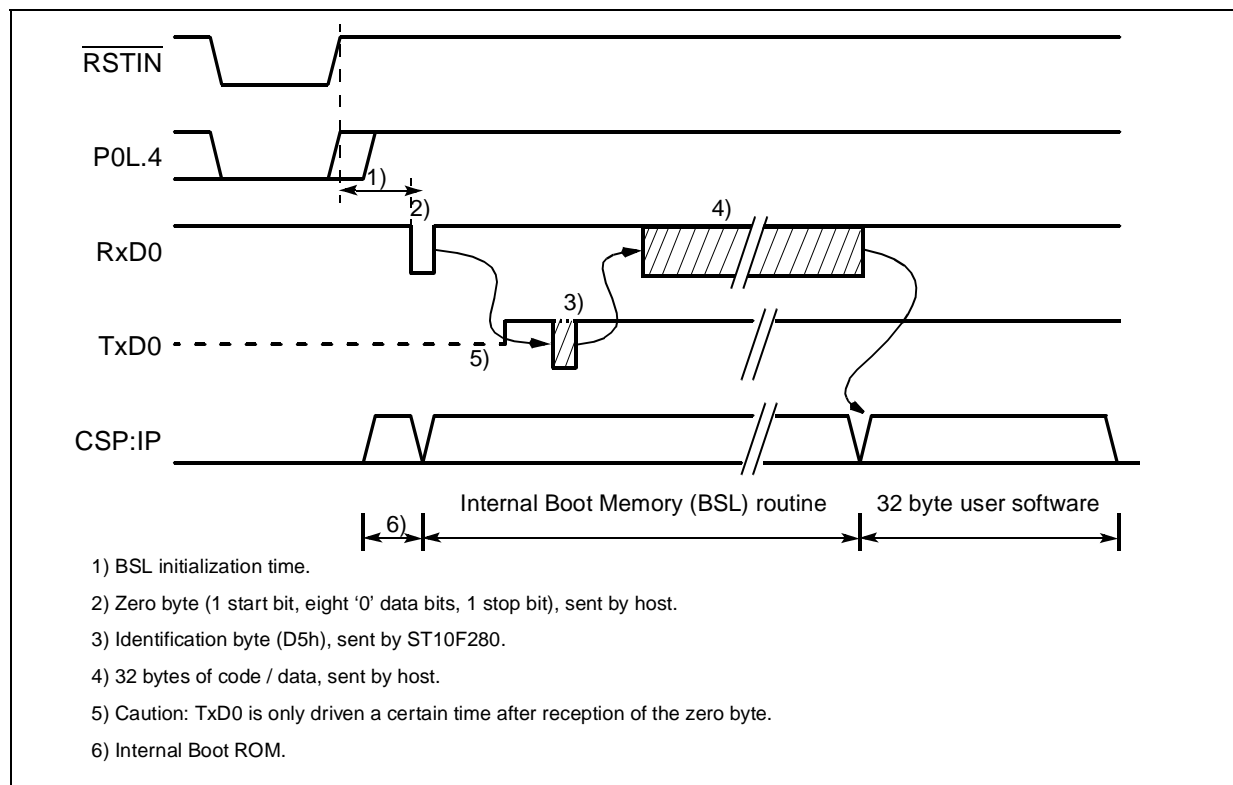 RSTIN
P0L.4
1)
2)
4)
RxD0
3)
TxD0
5)
CSP:IP
Internal Boot Memory (BSL) routine
32 byte user software
6)
1) BSL initialization time.
2) Zero byte (1 start bit, eight ‘0’ data bits, 1 stop bit), sent by host.
3) Identification byte (D5h), sent by ST10F280.
4) 32 bytes of code / data, sent by host.
5) Caution: TxD0 is only driven a certain time after reception of the zero byte.
6) Internal Boot ROM.